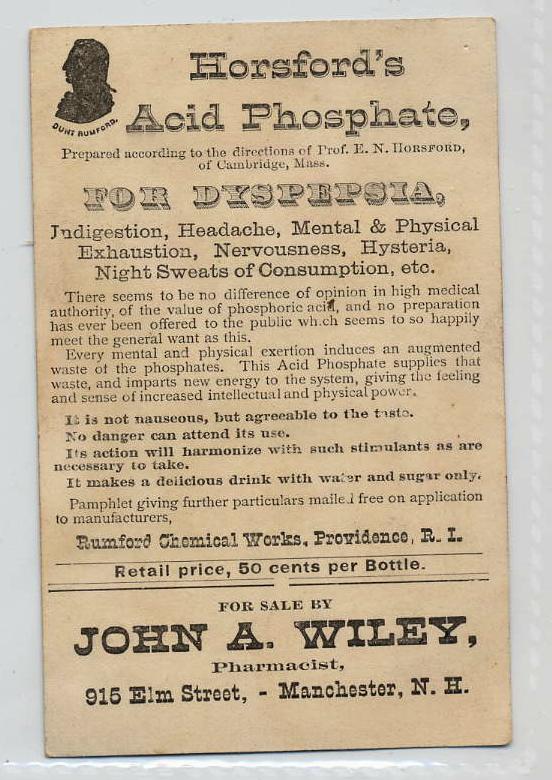 Horsford's
Acid Phosphate,
OUNT RUMFORD.
Prepared according to the directions of Prof. E. N. HORSFORD,
of Cambridge, Mass.
FOR DYSPEPSIA,
Indigestion, Headache, Mental & Physical
Exhaustion, Nervousness, Hysteria,
Night Sweats of Consumption, etc.
There seems to be no difference of opinion in high medical
authority, of the value of phosphoric acid, and no preparation
has ever been offered to the public which seems to so happily
meet the general want as this.
Every mental and physical exertion induces an augmented
waste of the phosphates. This Acid Phosphate supplies that
waste, and imparts new energy to the system, giving the feeling
and sense of increased intellectual and physical power.
It is not nauseous, but agreeable to the taste.
No danger can attend its use.
Its action will harmonize with such stimulants as are
necessary to take.
It makes a delicious drink with water and sugar only.
Pamphlet giving further particulars mailed free on application
to manufacturers,
Rumford Chemical Works, Providence, R. I.
Retail price, 50 cents per Bottle.
FOR SALE BY
JOHN A. WILEY,
Pharmacist,
915 Elm Street, - Manchester, N. H.